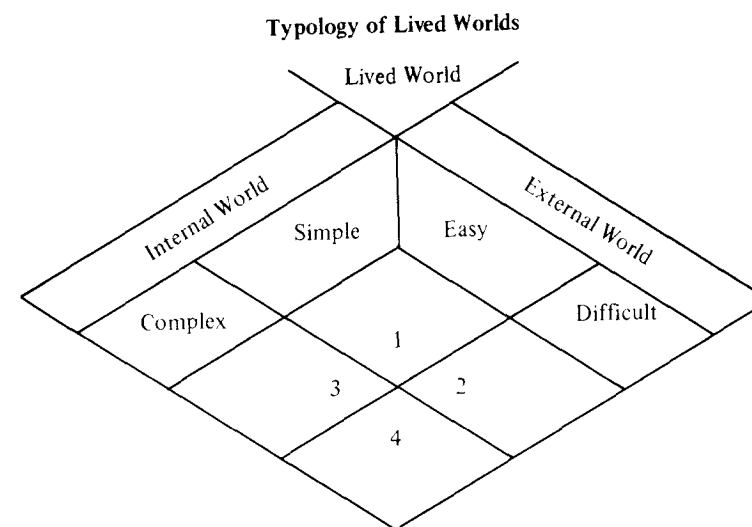 Typology of Lived Worlds
Lived World
Internal World
External World
Simple
Easy
Complex
Difficult
1
3
2
4